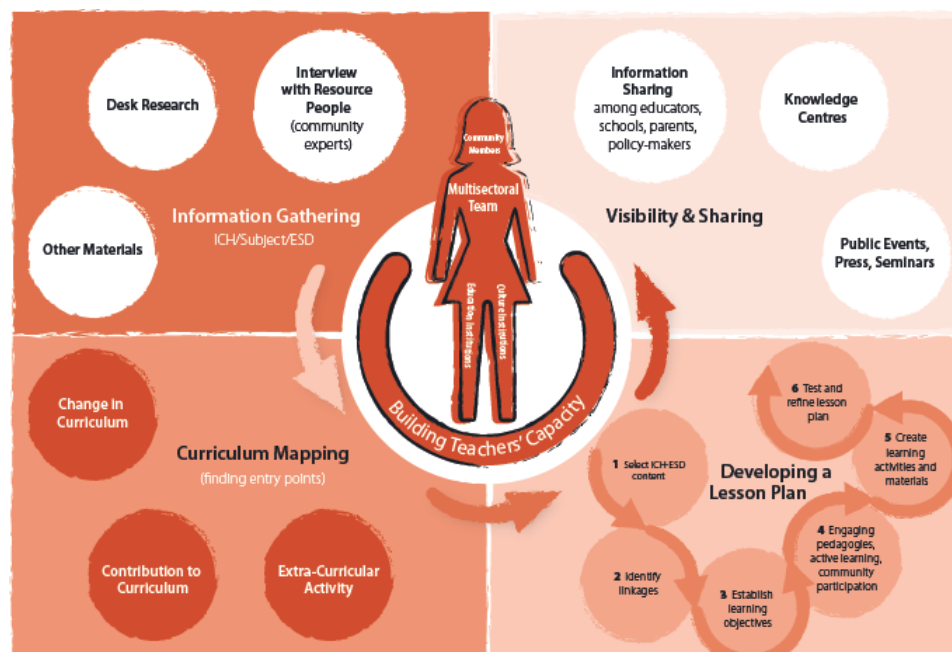 Desk Research
Interview
with Resource
People
(community
experts)
Information Gathering
ICH/Subject/ESD
Other Materials
Community
Members
Multisectoral
Team
Education Institutions
Culture Institutions
Building Teachers' Capacity
Information
Sharing
among educators,
schools, parents,
policy-makers
Knowledge
Centres
Visibility & Sharing
Public Events,
Press, Seminars
Change in
Curriculum
Curriculum Mapping
(finding entry points)
Contribution to
Curriculum
Extra-Curricular
Activity
Developing a
Lesson Plan
1 Select ICH-ESD
content
2 Identify
linkages
3 Establish
learning
objectives
4 Engaging
pedagogies,
active learning,
community
participation
5 Create
learning
activities and
materials
6 Test and
refine lesson
plan